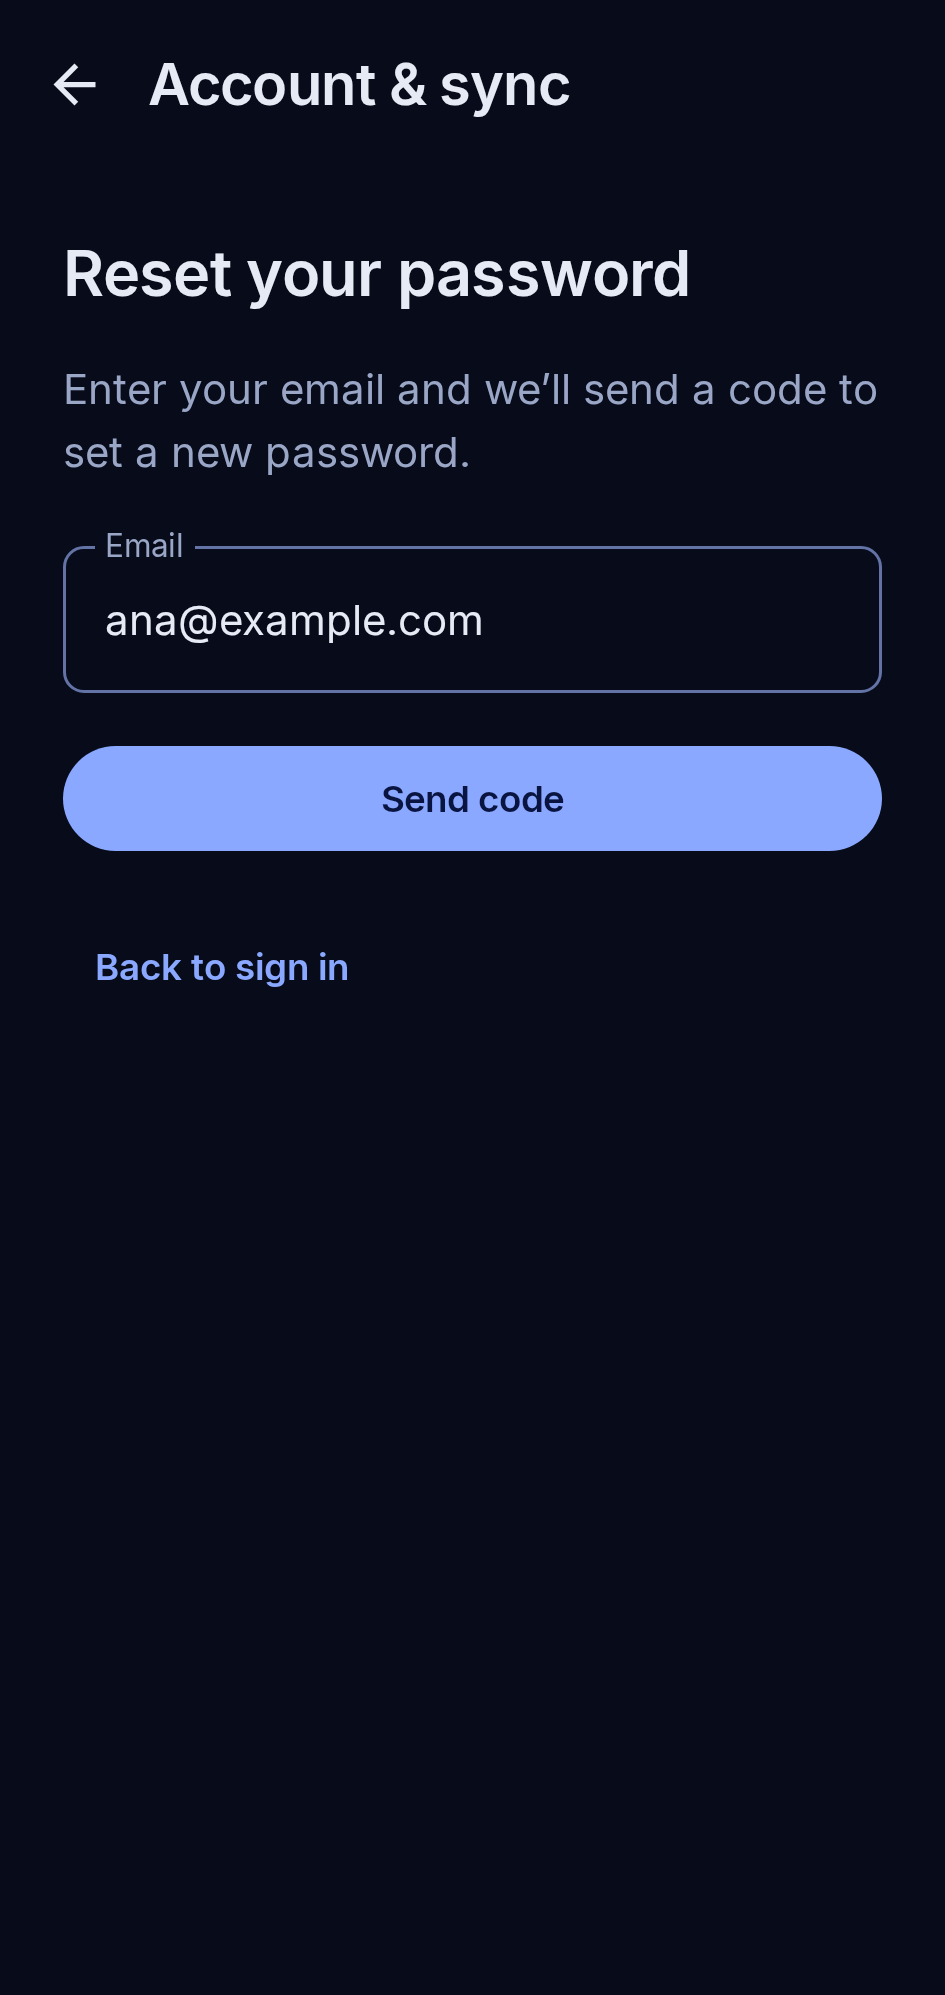 Account & sync
Reset your password
Enter your email and we’ll send a code to
set a new password.
Email
ana@example.com
Send code
Back to sign in